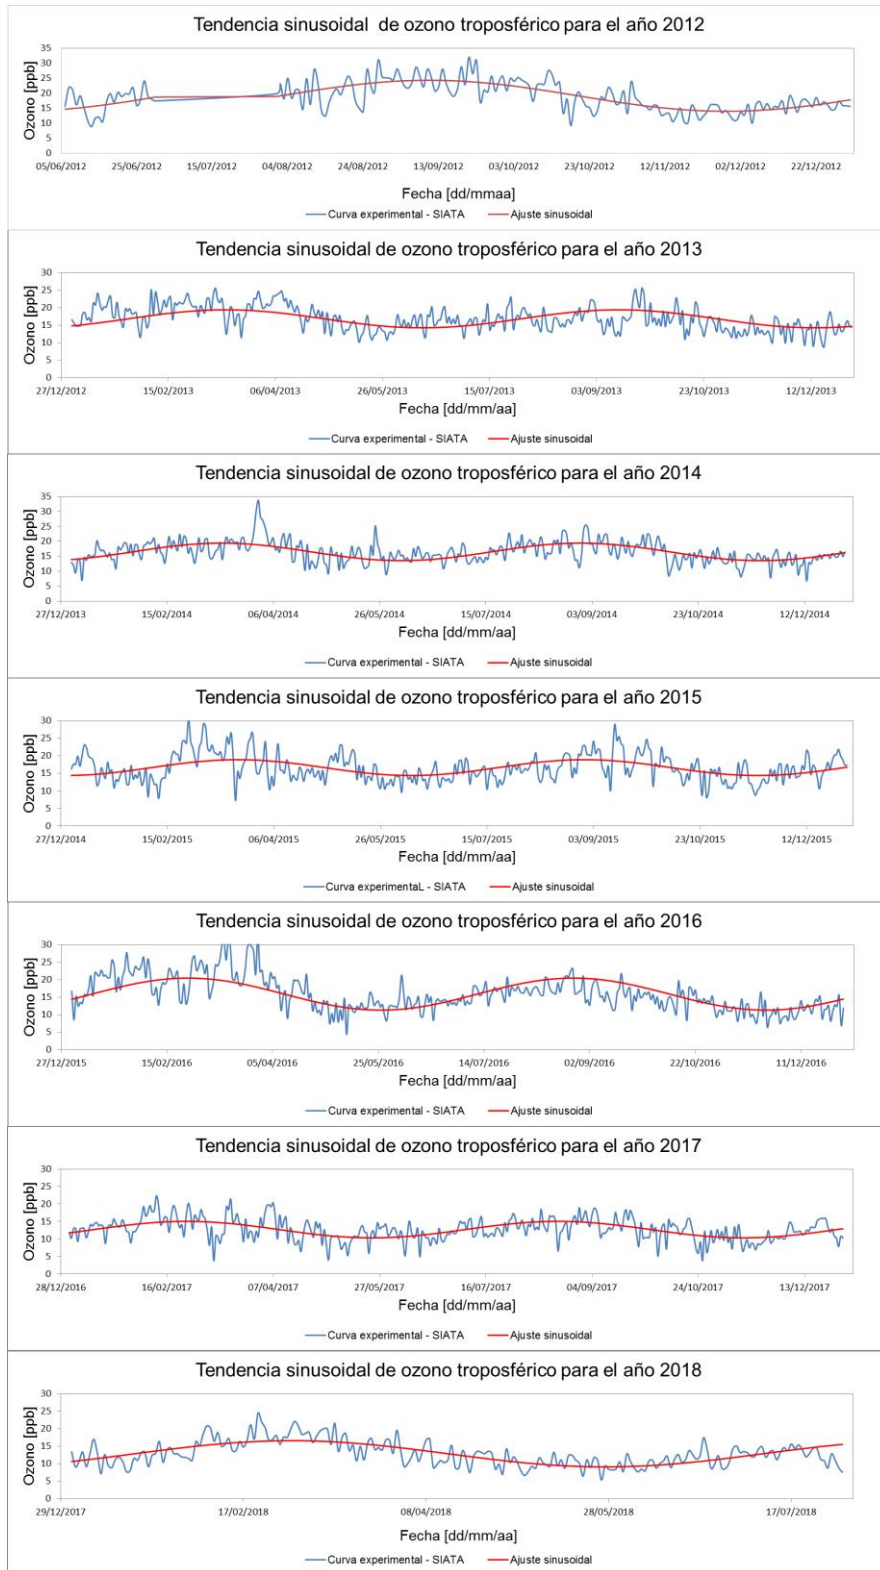 Tendencia sinusoidal de ozono troposférico para el año 2012
Ozono [ppb]
35
30
25
20
15
10
5
0
05/06/2012 25/06/2012 15/07/2012 04/08/2012 24/08/2012 13/09/2012 03/10/2012 23/10/2012 12/11/2012 02/12/2012 22/12/2012
Fecha [dd/mmaa]
Curva experimental - SIATA Ajuste sinusoidal
Tendencia sinusoidal de ozono troposférico para el año 2013
Ozono [ppb]
30
25
20
15
10
5
0
27/12/2012 15/02/2013 06/04/2013 26/05/2013 15/07/2013 03/09/2013 23/10/2013 12/12/2013
Fecha [dd/mm/aa]
Curva experimental - SIATA Ajuste sinusoidal
Tendencia sinusoidal de ozono troposférico para el año 2014
Ozono [ppb]
35
30
25
20
15
10
5
0
27/12/2013 15/02/2014 06/04/2014 26/05/2014 15/07/2014 03/09/2014 23/10/2014 12/12/2014
Fecha [dd/mm/aa]
Curva experimental - SIATA Ajuste sinusoidal
Tendencia sinusoidal de ozono troposférico para el año 2015
Ozono [ppb]
30
25
20
15
10
5
0
27/12/2014 15/02/2015 06/04/2015 26/05/2015 15/07/2015 03/09/2015 23/10/2015 12/12/2015
Fecha [dd/mm/aa]
Curva experimentaL - SIATA Ajuste sinusoidal
Tendencia sinusoidal de ozono troposférico para el año 2016
Ozono [ppb]
30
25
20
15
10
5
0
27/12/2015 15/02/2016 05/04/2016 25/05/2016 14/07/2016 02/09/2016 22/10/2016 11/12/2016
Fecha [dd/mm/aa]
Curva experimental - SIATA Ajuste sinusoidal
Tendencia sinusoidal de ozono troposférico para el año 2017
Ozono [ppb]
30
25
20
15
10
5
0
28/12/2016 16/02/2017 07/04/2017 27/05/2017 16/07/2017 04/09/2017 24/10/2017 13/12/2017
Fecha [dd/mm/aa]
Curva experimental - SIATA Ajuste sinusoidal
Tendencia sinusoidal de ozono troposférico para el año 2018
Ozono [ppb]
30
25
20
15
10
5
0
29/12/2017 17/02/2018 08/04/2018 28/05/2018 17/07/2018
Fecha [dd/mm/aa]
Curva experimental - SIATA Ajuste sinusoidal